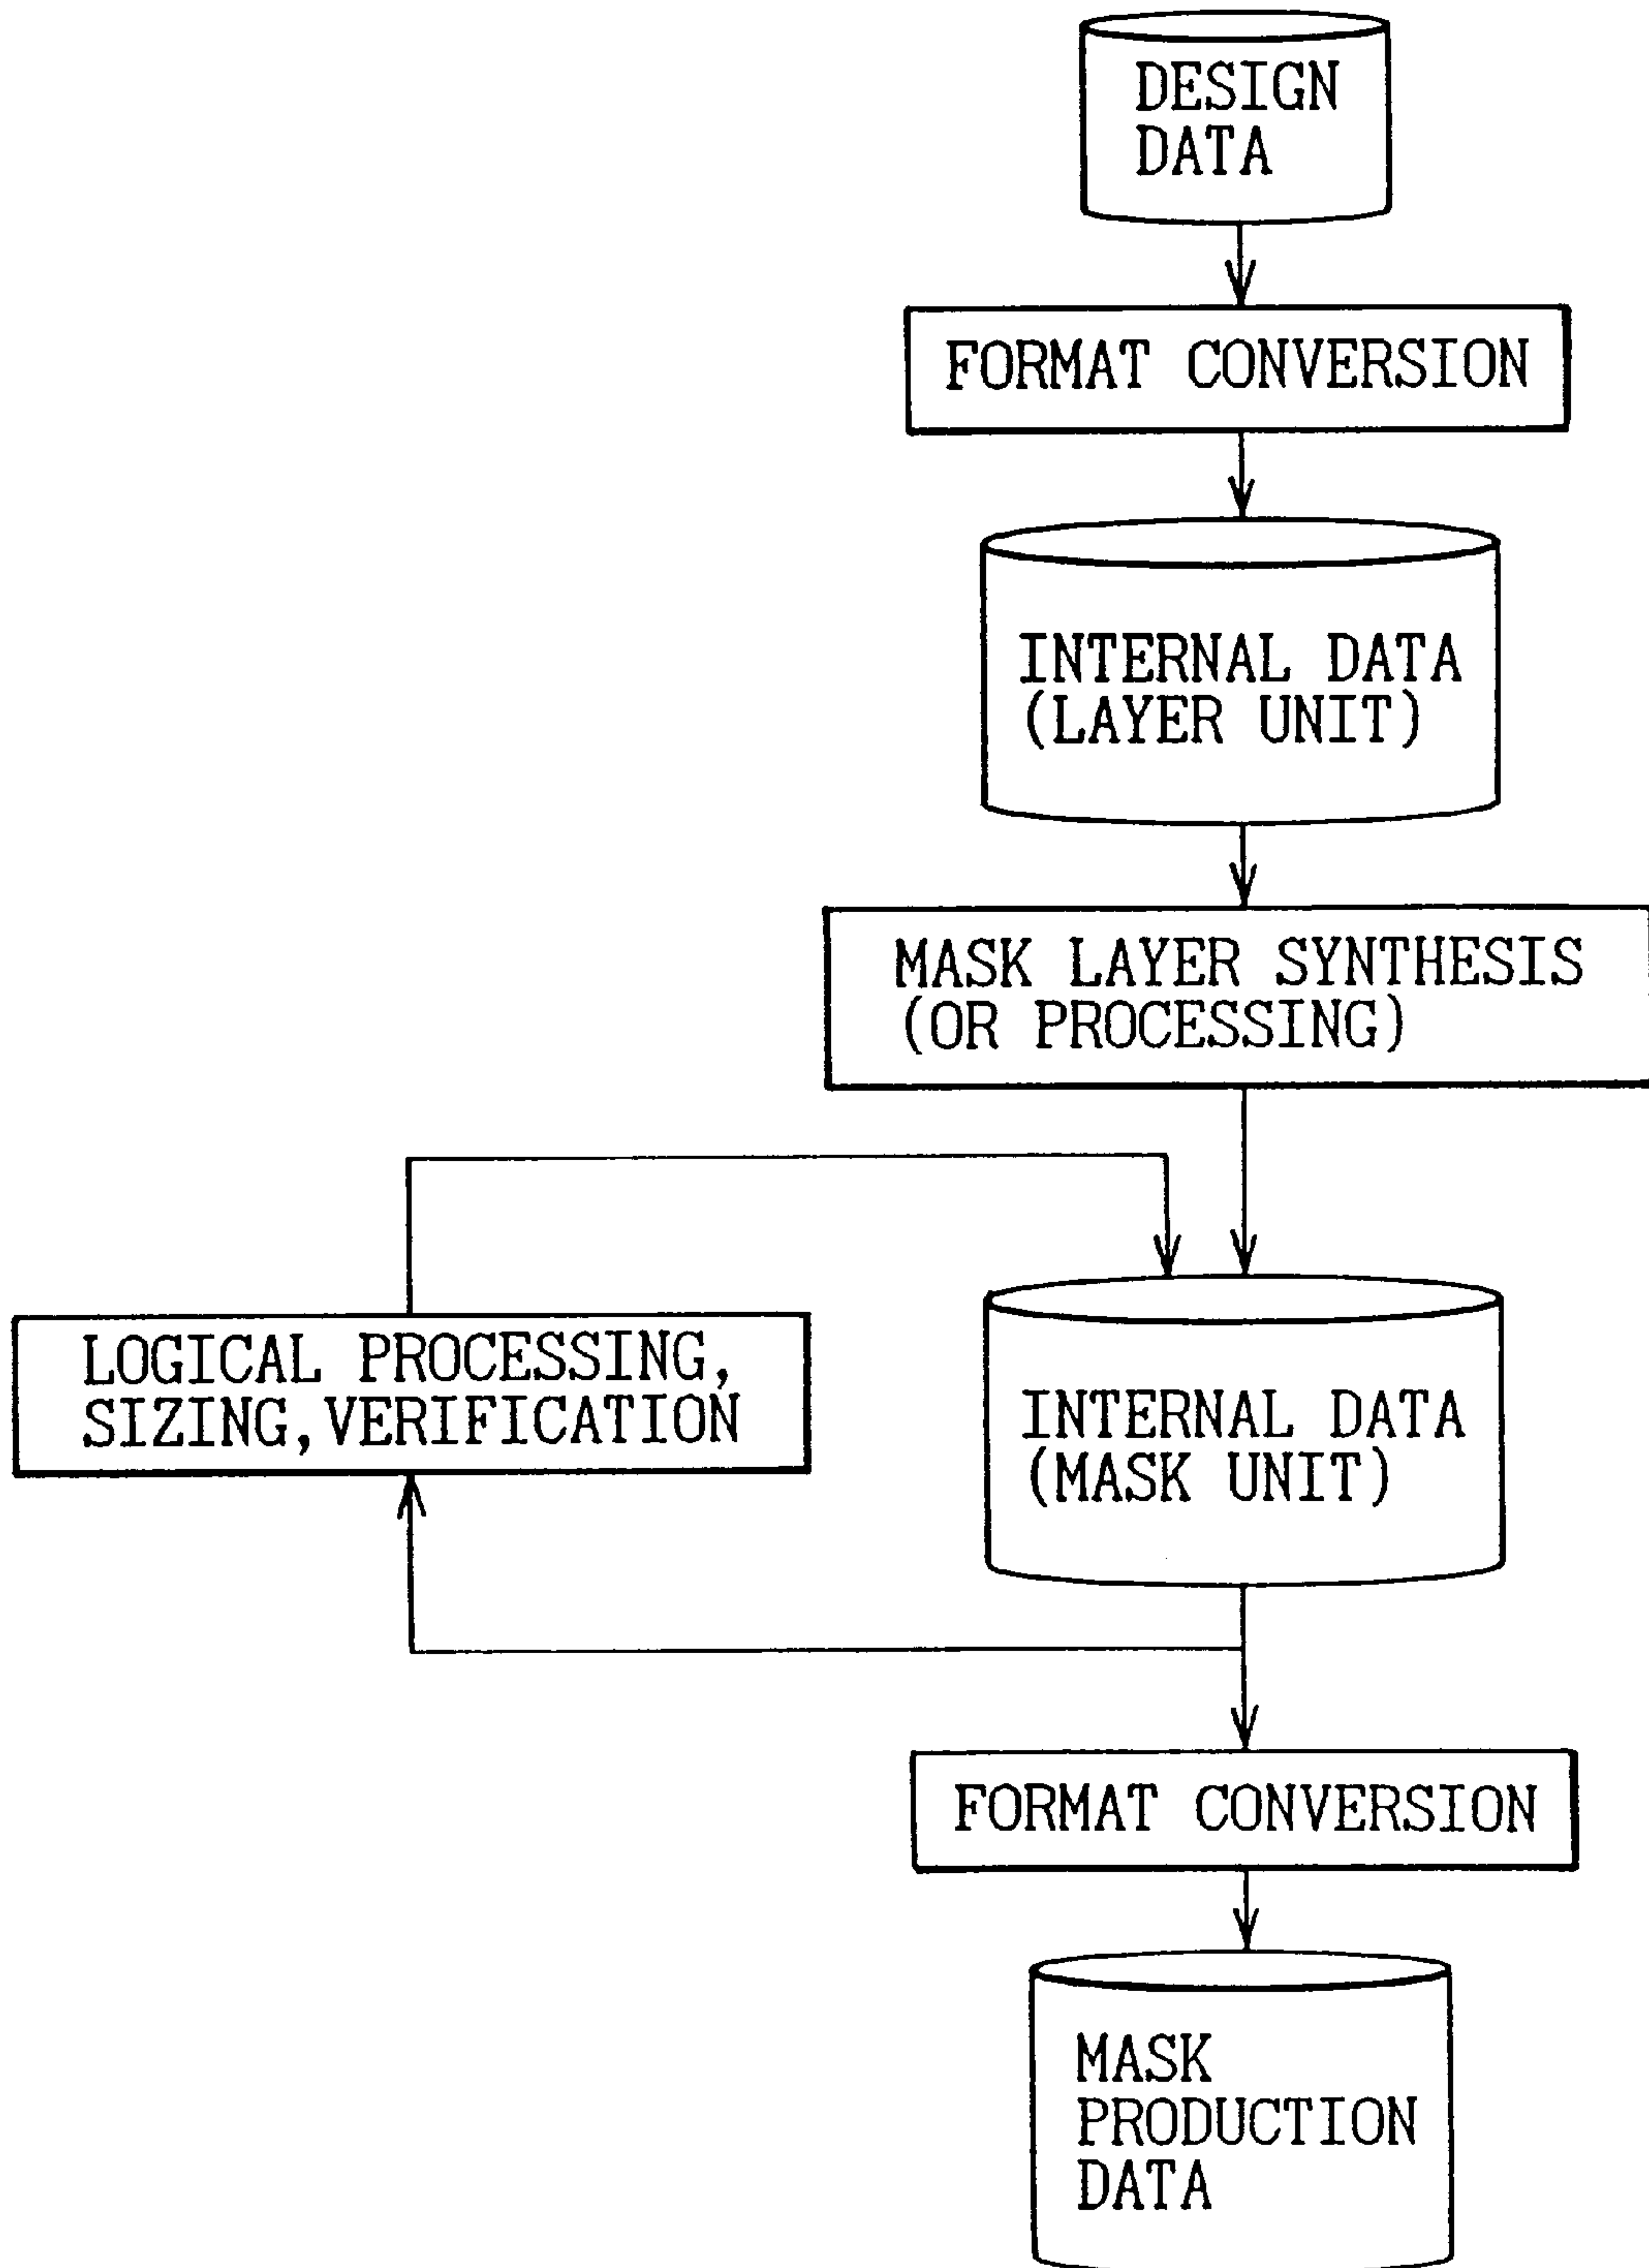 DESIGN
DATA
FORMAT CONVERSION
INTERNAL DATA
(LAYER UNIT)
MASK LAYER SYNTHESIS
(OR PROCESSING)
LOGICAL PROCESSING,
SIZING,VERIFICATION
INTERNAL DATA
(MASK UNIT)
FORMAT CONVERSION
MASK
PRODUCTION
DATA